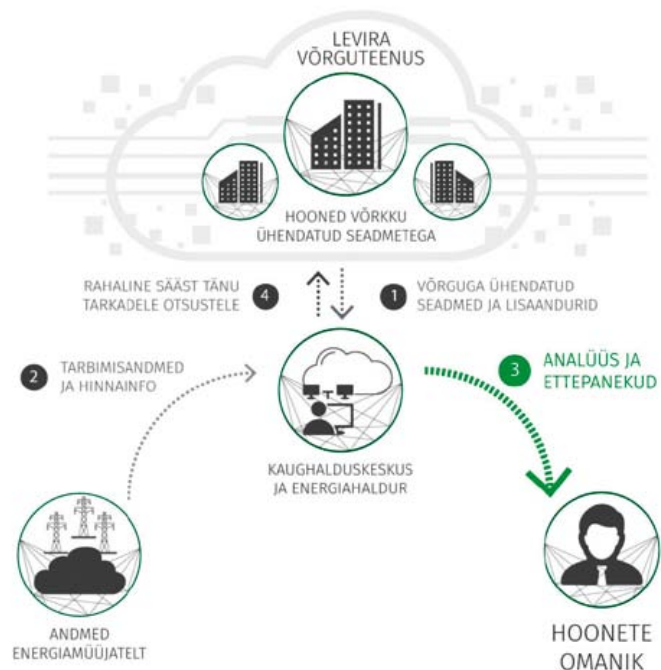 LEVIRA
VÕRGUTEENUS
HOONED VÕRKKU
ÜHENDATUD SEADMETEGA
RAHALINE SÄÄST TÄNU
TARKADELE OTSUSTELE
4
1
VÕRGUGA ÜHENDATUD
SEADMED JA LISAANDURID
2
TARBIMISANDMED
JA HINNAINFO
3
ANALÜÜS JA
ETTEPANEKUD
KAUGHALDUSKESKUS
JA ENERGIAHALDUR
ANDMED
ENERGIAMÜÜJATELT
HOONETE
OMANIK